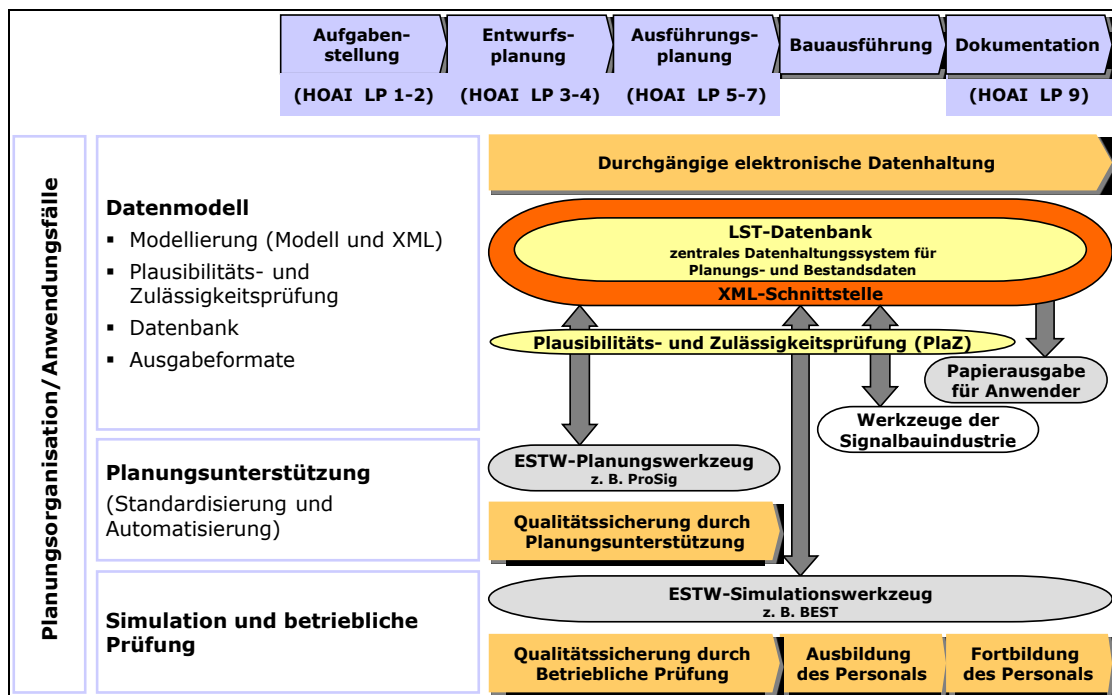 Aufgaben-
stellung
Entwurfs-
planung
Ausführungs-
planung
Bauausführung
Dokumentation
(HOAI LP 1-2)
(HOAI LP 3-4)
(HOAI LP 5-7)
(HOAI LP 9)
Planungsorganisation/Anwendungsfälle
Datenmodell
▪ Modellierung (Modell und XML)
▪ Plausibilitäts- und
Zulässigkeitsprüfung
▪ Datenbank
▪ Ausgabeformate
Durchgängige elektronische Datenhaltung
LST-Datenbank
zentrales Datenhaltungssystem für
Planungs- und Bestandsdaten
XML-Schnittstelle
Plausibilitäts- und Zulässigkeitsprüfung (PlaZ)
Papierausgabe
für Anwender
Werkzeuge der
Signalbauindustrie
Planungsunterstützung
(Standardisierung und
Automatisierung)
ESTW-Planungswerkzeug
z. B. ProSig
Qualitätssicherung durch
Planungsunterstützung
Simulation und betriebliche
Prüfung
ESTW-Simulationswerkzeug
z. B. BEST
Qualitätssicherung durch
Betriebliche Prüfung
Ausbildung
des Personals
Fortbildung
des Personals